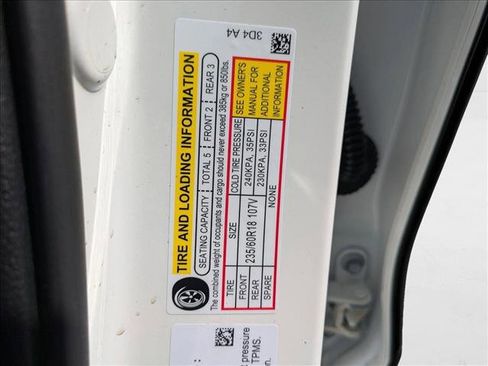 3D4 A4
TIRE AND LOADING INFORMATION
SEATING CAPACITY TOTAL 5 FRONT 2 REAR 3
The combined weight of occupants and cargo should never exceed 385kg or 850lbs.
TIRE SIZE COLD TIRE PRESSURE SEE OWNER'S MANUAL FOR ADDITIONAL INFORMATION
FRONT 235/60R18 107V 240KPA, 35PSI
REAR 230KPA, 33PSI
SPARE NONE
pressure
TPMS.